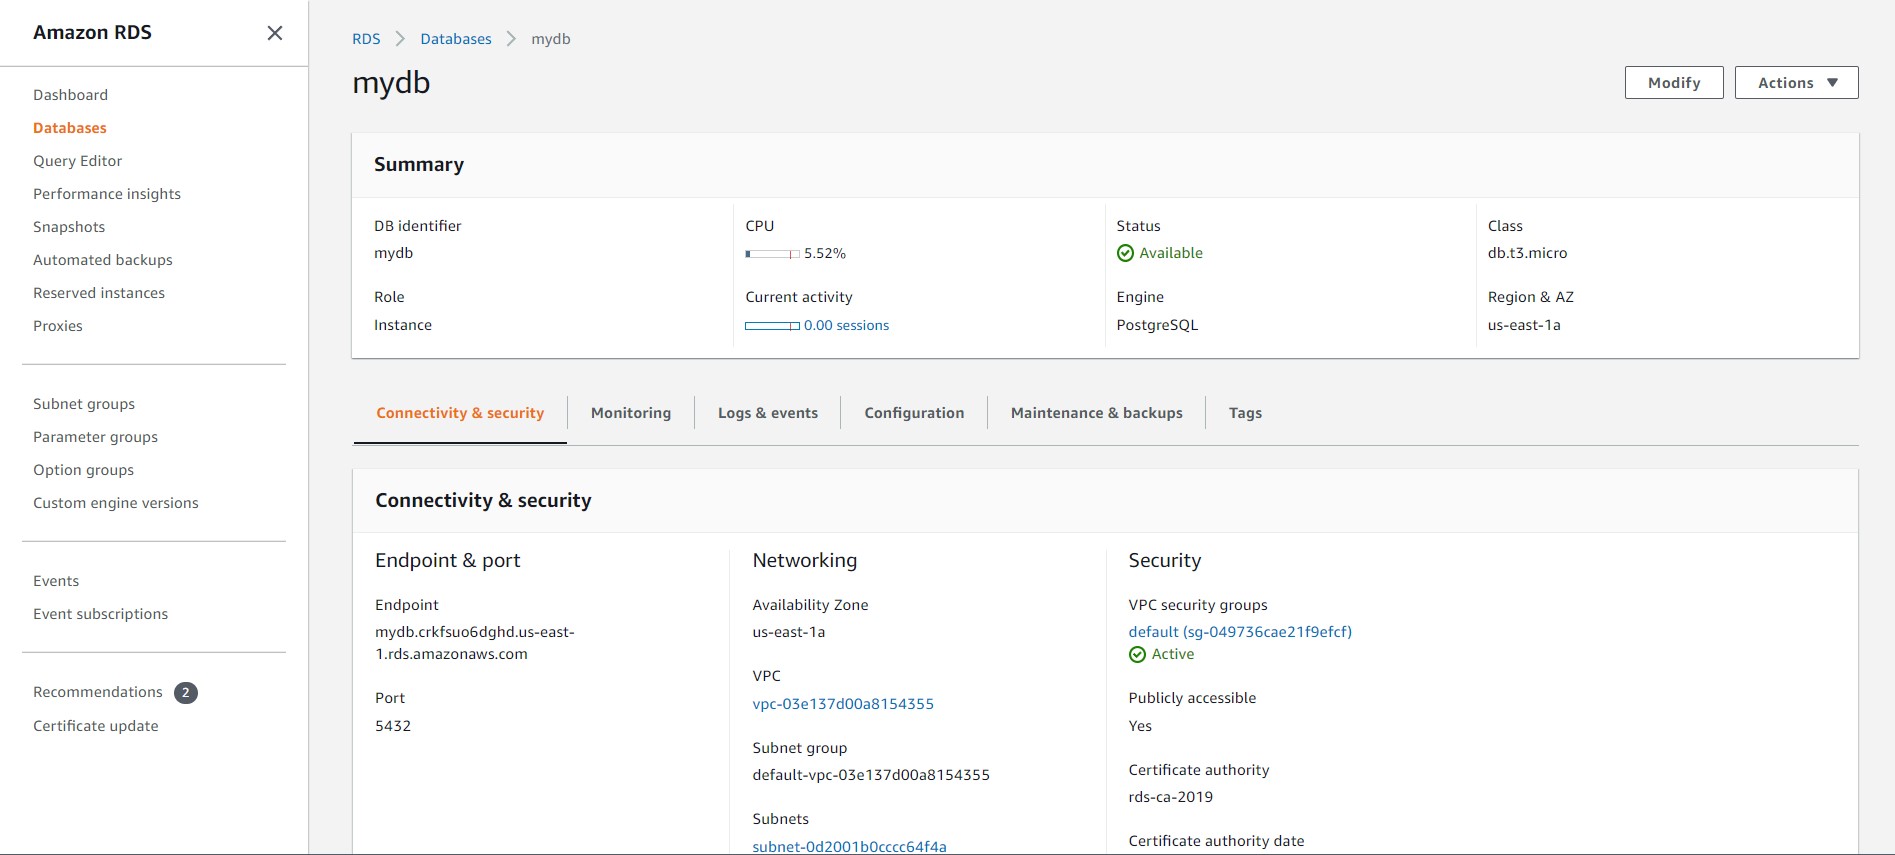 Amazon RDS
Dashboard
Databases
Query Editor
Performance insights
Snapshots
Automated backups
Reserved instances
Proxies
Subnet groups
Parameter groups
Option groups
Custom engine versions
Events
Event subscriptions
Recommendations 2
Certificate update
RDS > Databases > mydb
mydb
Modify
Actions
Summary
DB identifier
mydb
CPU
5.52%
Status
Available
Class
db.t3.micro
Role
Instance
Current activity
0.00 sessions
Engine
PostgreSQL
Region & AZ
us-east-1a
Connectivity & security
Monitoring
Logs & events
Configuration
Maintenance & backups
Tags
Connectivity & security
Endpoint & port
Endpoint
mydb.crkfsuo6dghd.us-east-
1.rds.amazonaws.com
Port
5432
Networking
Availability Zone
us-east-1a
VPC
vpc-03e137d00a8154355
Subnet group
default-vpc-03e137d00a8154355
Subnets
subnet-0d2001b0cccc64f4a
Security
VPC security groups
default (sg-049736cae21f9efcf)
Active
Publicly accessible
Yes
Certificate authority
rds-ca-2019
Certificate authority date